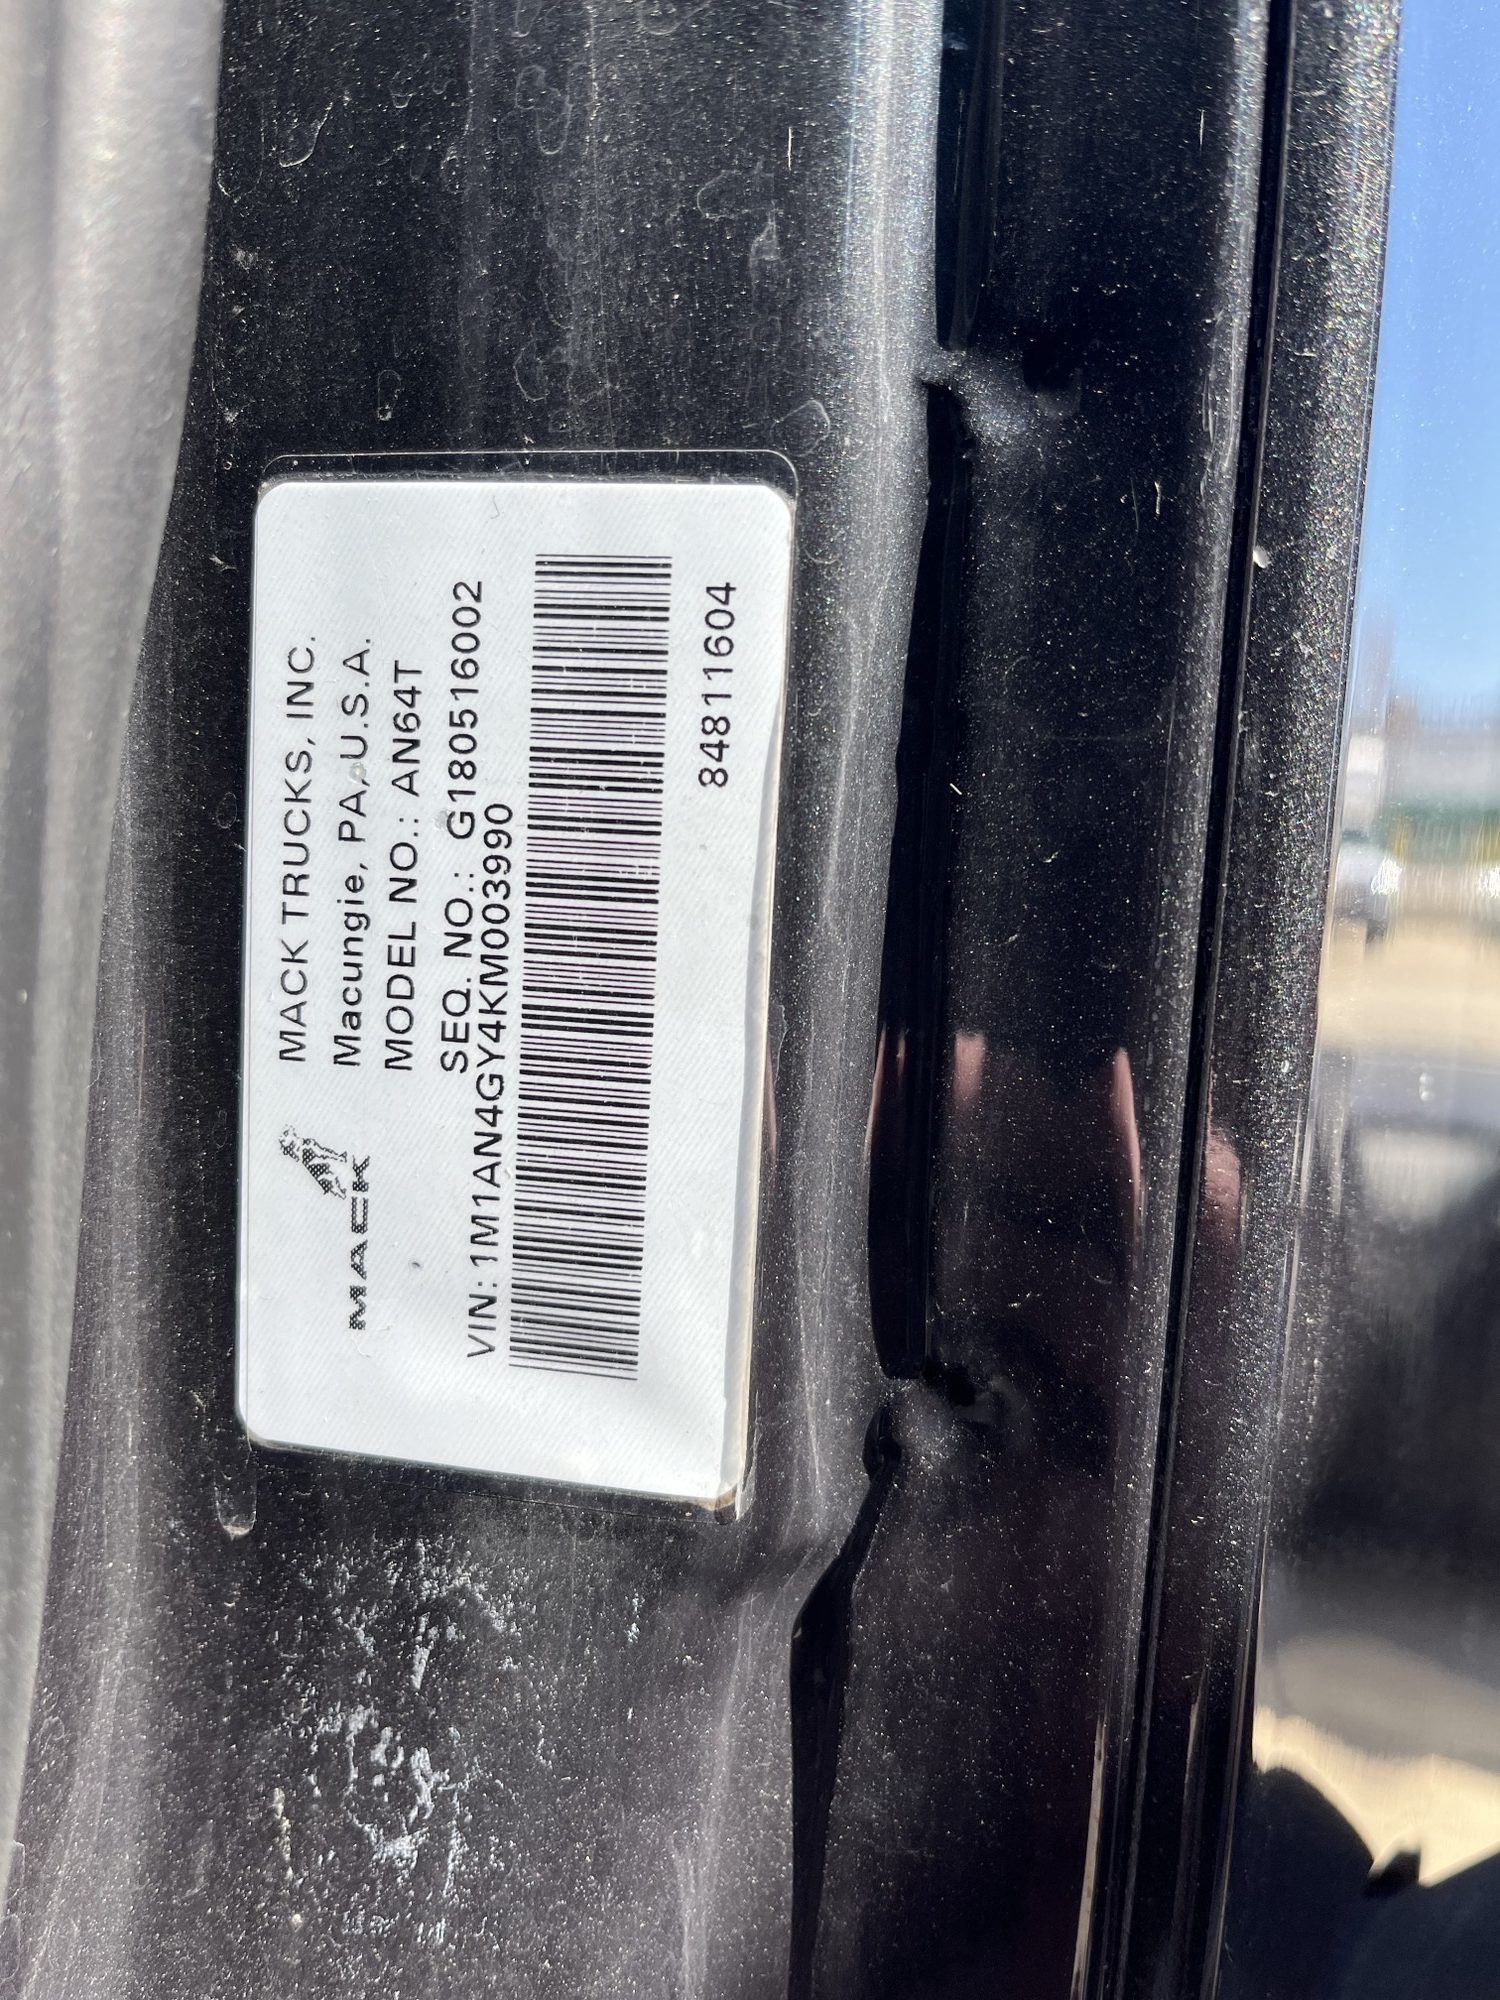 MACK
MACK TRUCKS, INC.
Macungie, PA, U.S.A.
MODEL NO.: AN64T
SEQ. NO.: G180516002
VIN: 1M1AN4GY4KM003990
84811604